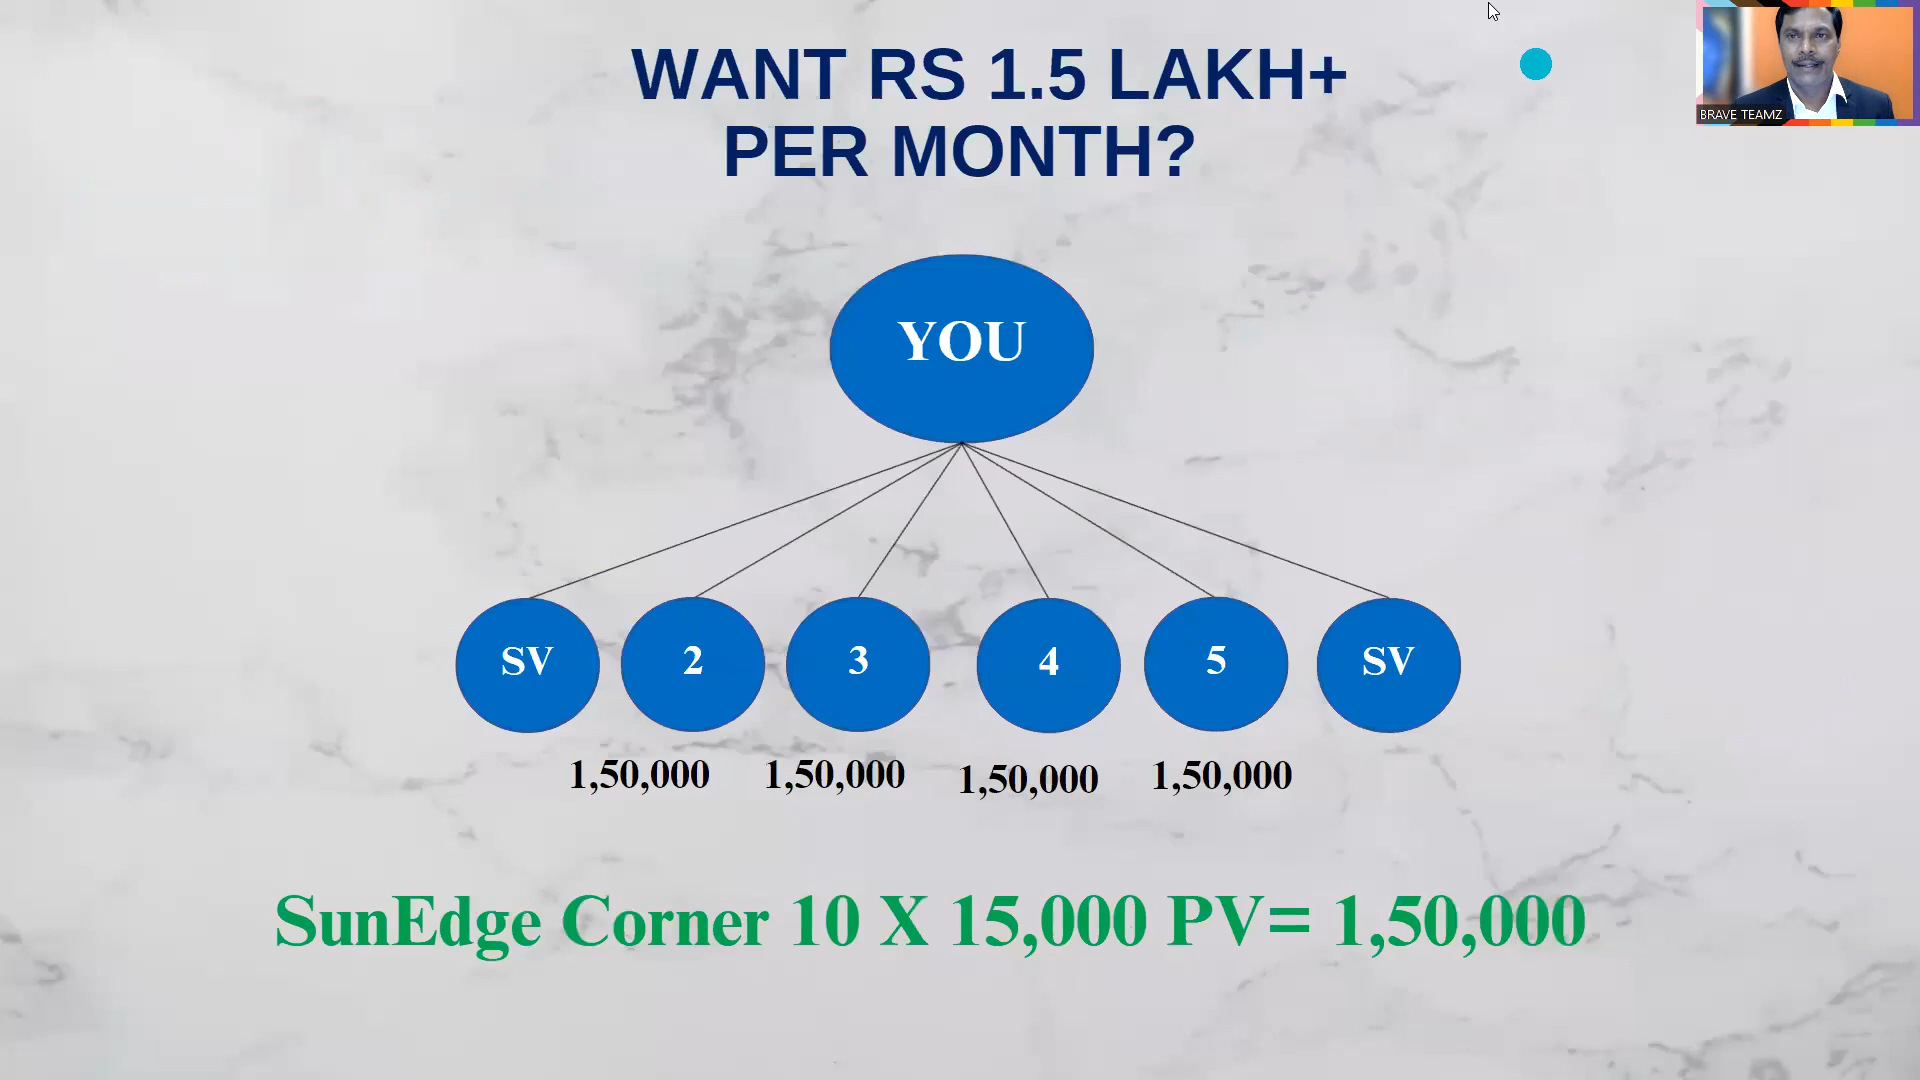 WANT RS 1.5 LAKH+
PER MONTH?
BRAVE TEAMZ
YOU
SV 2 3 4 5 SV
1,50,000 1,50,000 1,50,000 1,50,000
SunEdge Corner 10 X 15,000 PV= 1,50,000